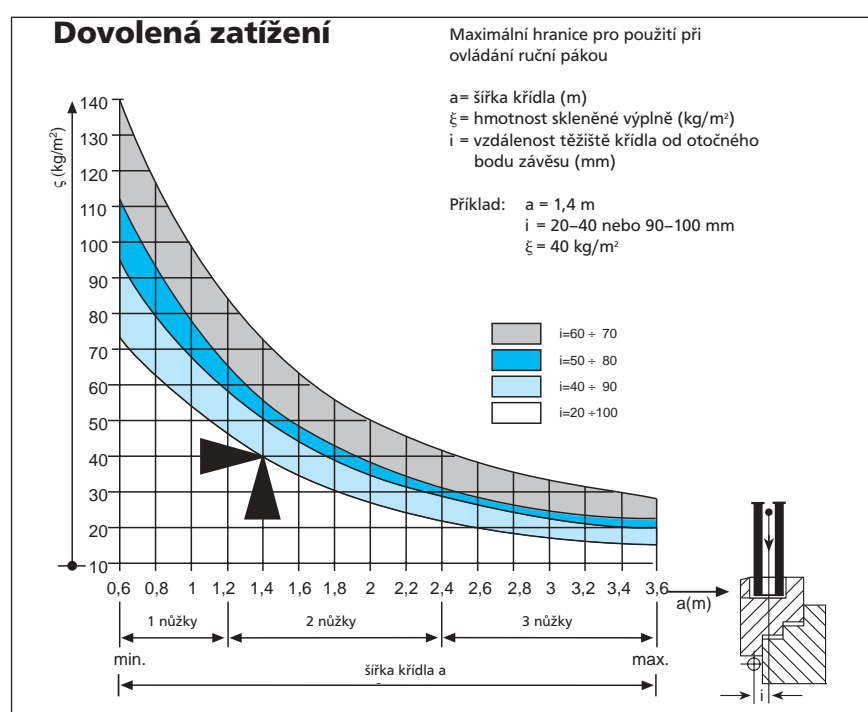 Dovolená zatížení
Maximální hranice pro použití při
ovládání ruční pákou
a= šířka křídla (m)
ξ= hmotnost skleněné výplně (kg/m²)
i = vzdálenost těžiště křídla od otočného
bodu závěsu (mm)
Příklad: a = 1,4 m
i = 20–40 nebo 90–100 mm
ξ = 40 kg/m²
ς (kg/m²)
140
130
120
110
100
90
80
70
60
50
40
30
20
10
i=60 ÷ 70
i=50 ÷ 80
i=40 ÷ 90
i=20 ÷100
0,6 0,8 1 1,2 1,4 1,6 1,8 2 2,2 2,4 2,6 2,8 3 3,2 3,4 3,6
a(m)
1 nůžky 2 nůžky 3 nůžky
min. max.
šířka křídla a
i